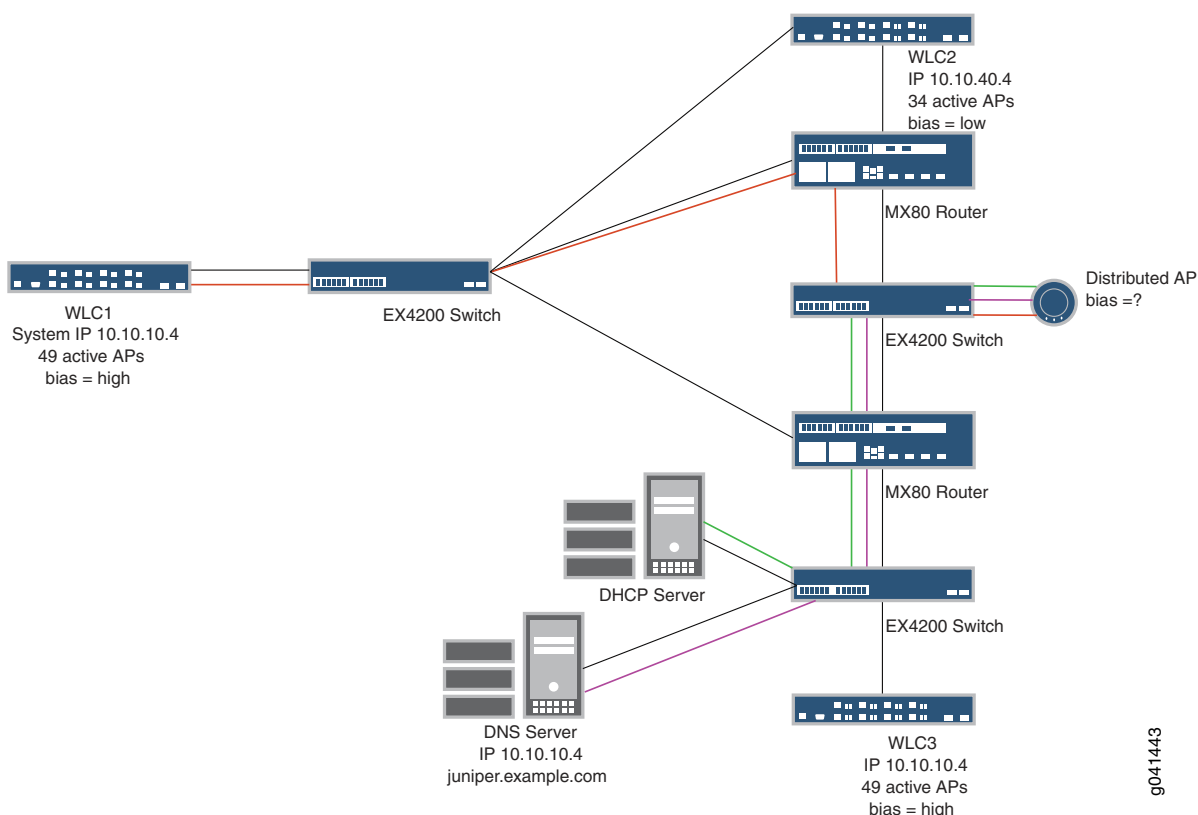 WLC2
IP 10.10.40.4
34 active APs
bias = low
MX80 Router
Distributed AP
bias =?
WLC1
System IP 10.10.10.4
49 active APs
bias = high
EX4200 Switch
EX4200 Switch
MX80 Router
DHCP Server
EX4200 Switch
DNS Server
IP 10.10.10.4
juniper.example.com
WLC3
IP 10.10.10.4
49 active APs
bias = high
g041443